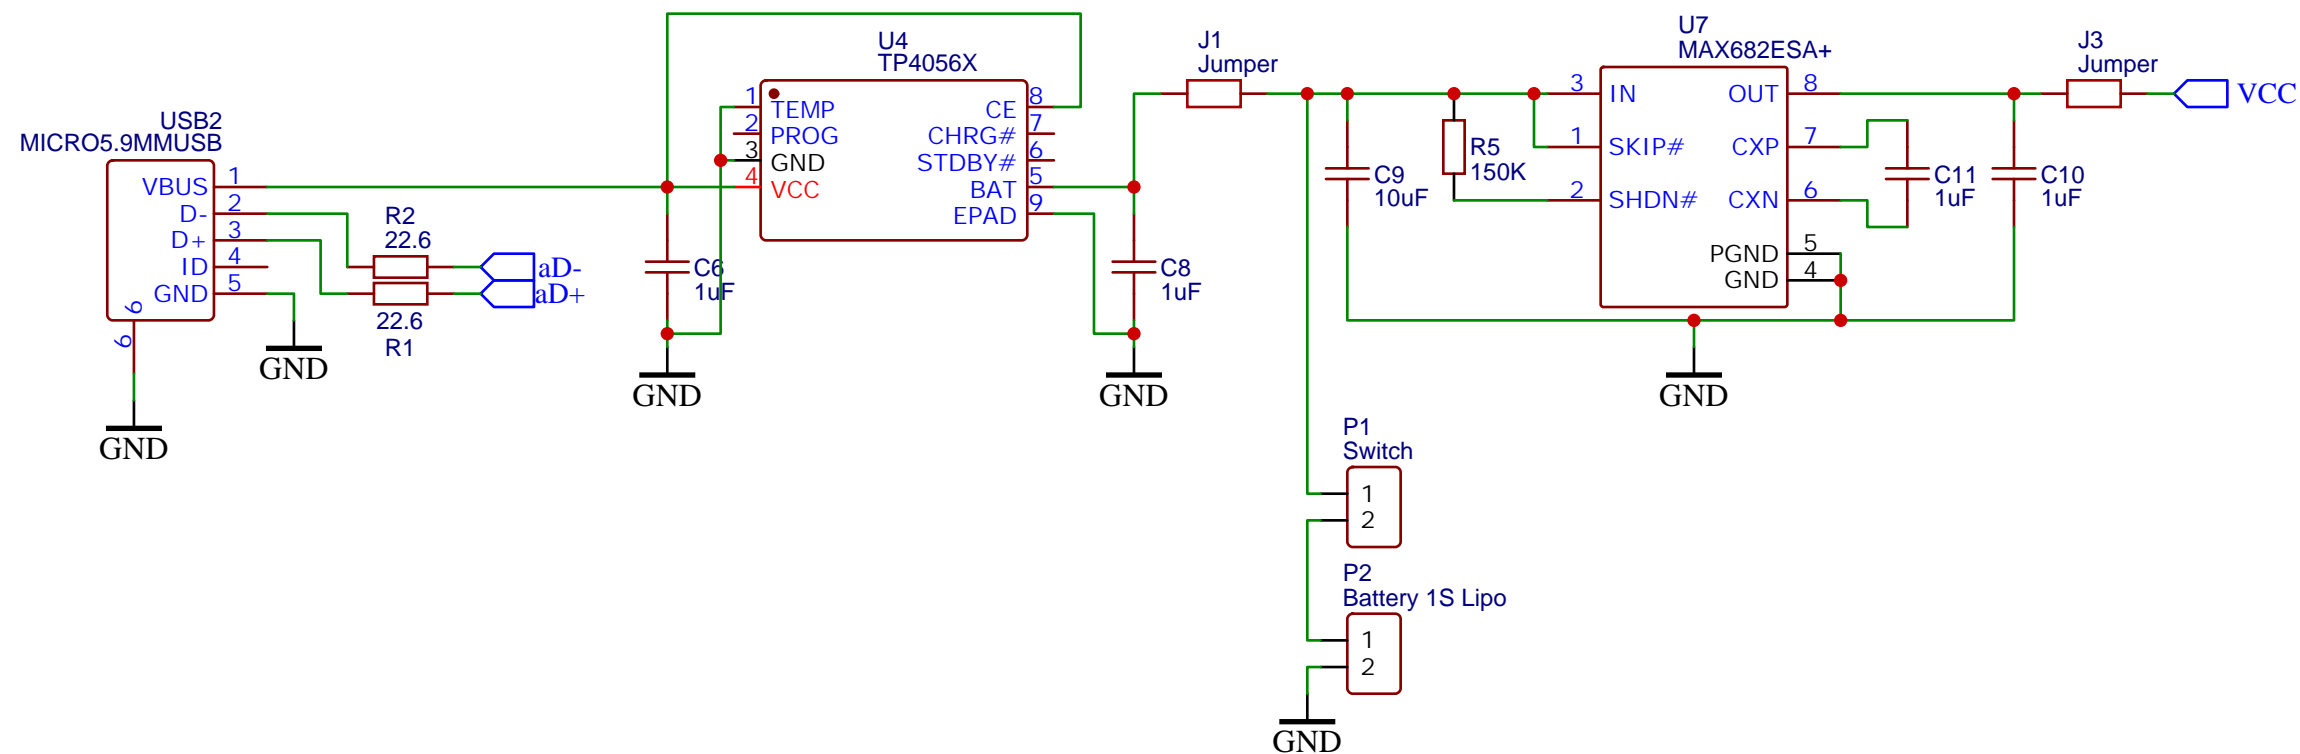 USB2
MICRO5.9MMUSB
VBUS 1
D- 2
D+ 3
ID 4
GND 5
6
6
GND
GND
R2
22.6
22.6
R1
aD-
aD+
C6
1uF
GND
U4
TP4056X
1 TEMP
2 PROG
3 GND
4 VCC
CE 8
CHRG# 7
STDBY# 6
BAT 5
EPAD 9
C8
1uF
GND
J1
Jumper
C9
10uF
R5
150K
U7
MAX682ESA+
3 IN
1 SKIP#
2 SHDN#
OUT 8
CXP 7
CXN 6
PGND 5
GND 4
C11
1uF
C10
1uF
GND
J3
Jumper
VCC
P1
Switch
1
2
P2
Battery 1S Lipo
1
2
GND